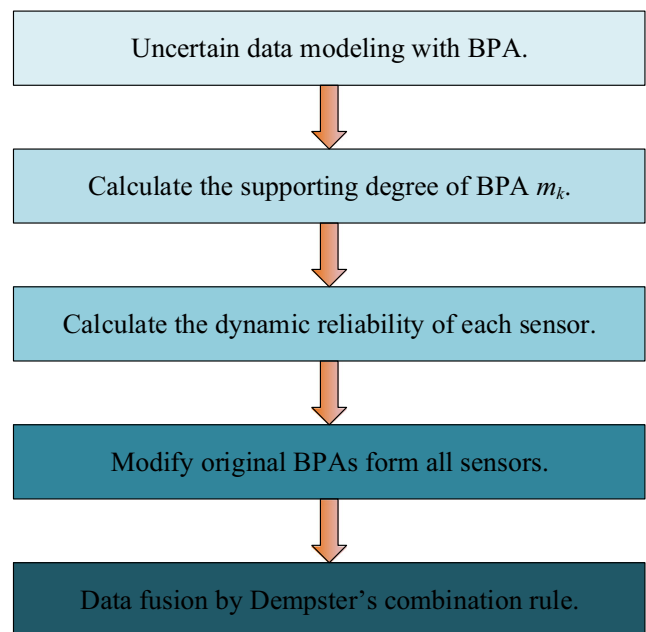 Uncertain data modeling with BPA.
Calculate the supporting degree of BPA mk.
Calculate the dynamic reliability of each sensor.
Modify original BPAs form all sensors.
Data fusion by Dempster’s combination rule.